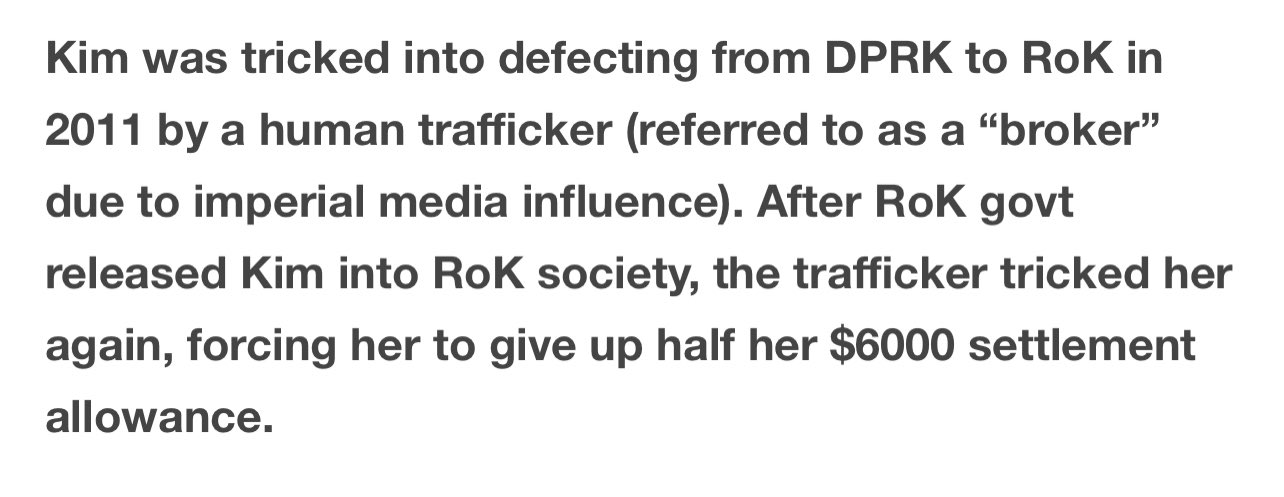 Kim was tricked into defecting from DPRK to RoK in
2011 by a human trafficker (referred to as a “broker”
due to imperial media influence). After RoK govt
released Kim into RoK society, the trafficker tricked her
again, forcing her to give up half her $6000 settlement
allowance.